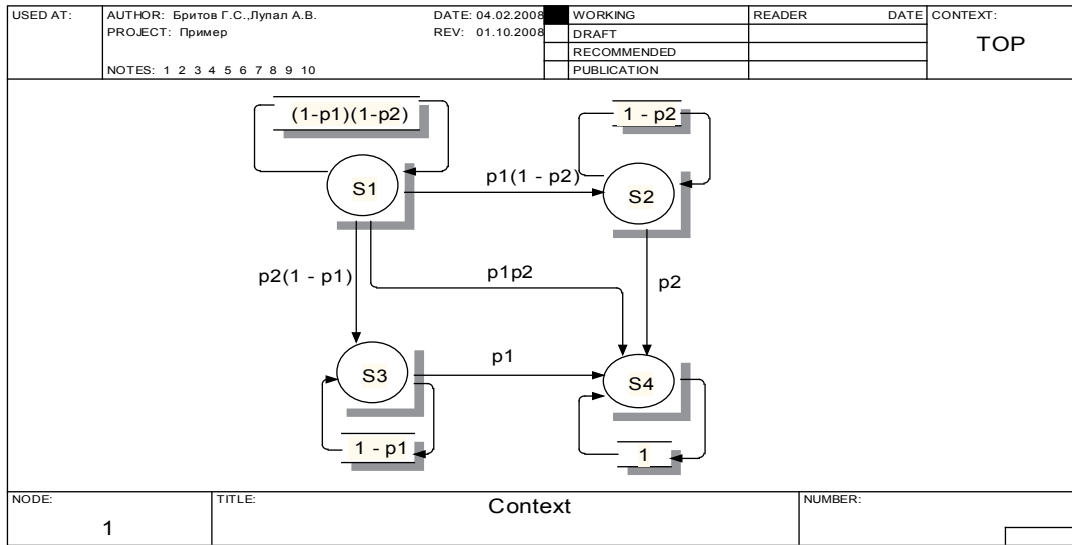 USED AT:
AUTHOR: Бритов Г.С.,Лупал А.В.
DATE: 04.02.2008
WORKING
READER
DATE
CONTEXT:
PROJECT: Пример
REV: 01.10.2008
DRAFT
TOP
RECOMMENDED
NOTES: 1 2 3 4 5 6 7 8 9 10
PUBLICATION
(1-p1)(1-p2)
1 - p2
S1
p1(1 - p2)
S2
p2(1 - p1)
p1p2
p2
S3
p1
S4
1 - p1
1
NODE:
TITLE:
Context
NUMBER:
1